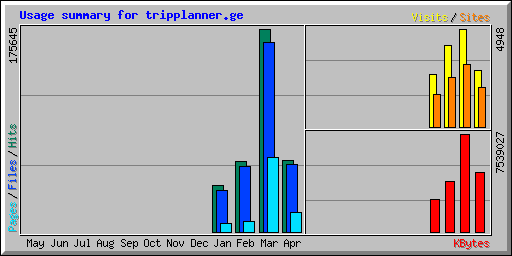 Usage summary for tripplanner.ge
Visits/Sites
175645
4948
Pages/Files/Hits
7539027
May Jun Jul Aug Sep Oct Nov Dec Jan Feb Mar Apr
KBytes